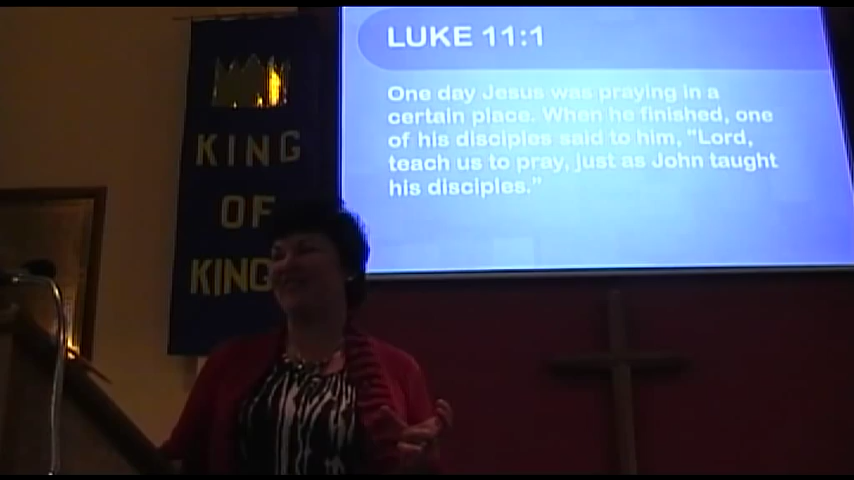 LUKE 11:1
One day Jesus was praying in a
certain place. When he finished, one
of his disciples said to him, "Lord,
teach us to pray, just as John taught
his disciples."
KING
OF
KING